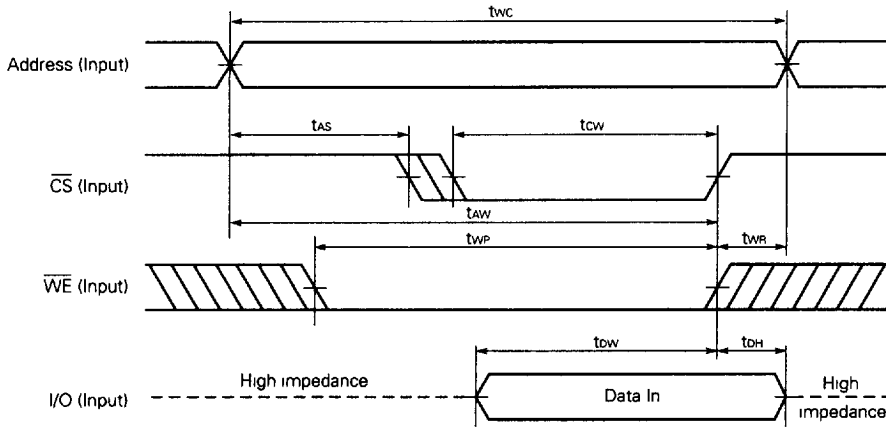 tWC
Address (Input)
tAS
tCW
CS (Input)
tAW
tWP
tWR
WE (Input)
tDW
tDH
High impedance
Data In
High
impedance
I/O (Input)